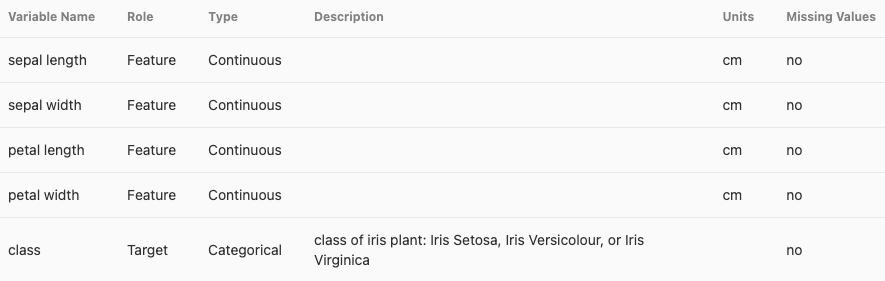 Variable Name Role Type Description Units Missing Values
sepal length Feature Continuous cm no
sepal width Feature Continuous cm no
petal length Feature Continuous cm no
petal width Feature Continuous cm no
class Target Categorical class of iris plant: Iris Setosa, Iris Versicolour, or Iris no
Virginica